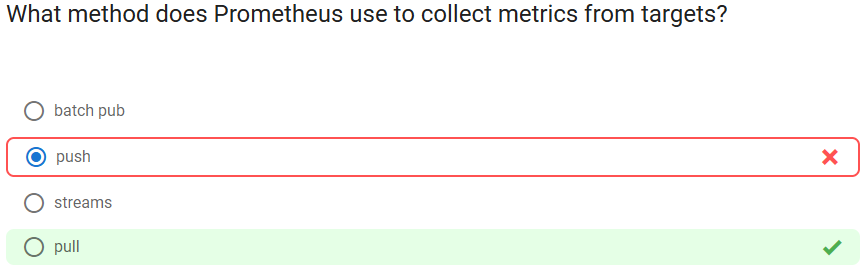 What method does Prometheus use to collect metrics from targets?
batch pub
push
streams
pull